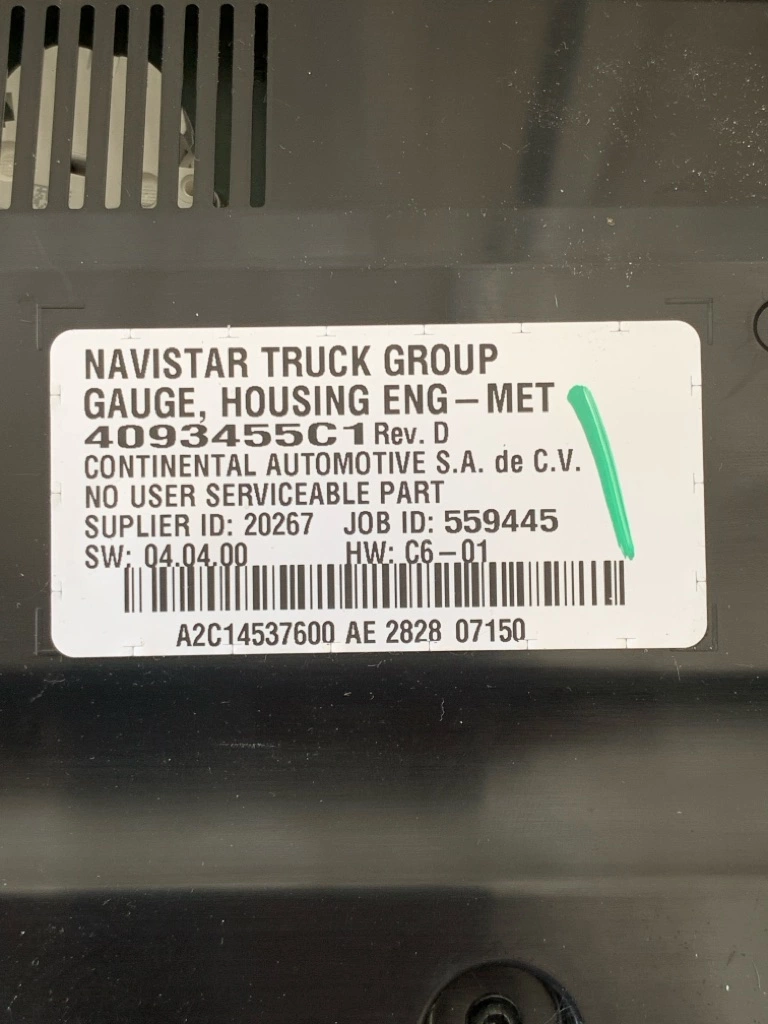 NAVISTAR TRUCK GROUP
GAUGE, HOUSING ENG-MET
4093455C1 Rev. D
CONTINENTAL AUTOMOTIVE S.A. de C.V.
NO USER SERVICEABLE PART
SUPLIER ID: 20267 JOB ID: 559445
SW: 04.04.00 HW: C6-01
A2C14537600 AE 2828 07150